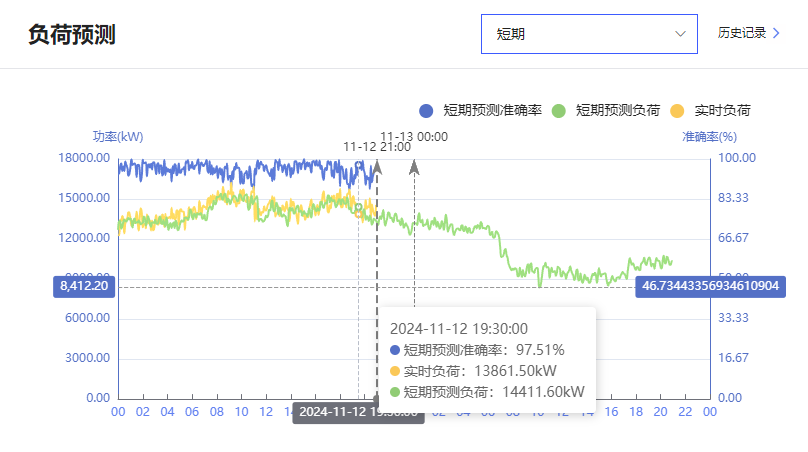 负荷预测
短期
历史记录
短期预测准确率 短期预测负荷 实时负荷
功率(kW) 11-13 00:00 准确率(%)
11-12 21:00
18000.00 100.00
15000.00 83.33
12000.00 66.67
8,412.20 46.73443356934610904
6000.00 33.33
3000.00 16.67
0.00 0.00
2024-11-12 19:30:00
短期预测准确率：97.51%
实时负荷：13861.50kW
短期预测负荷：14411.60kW
00 02 04 06 08 10 12 2024-11-12 19:30:00 02 04 06 08 10 12 14 16 18 20 22 00